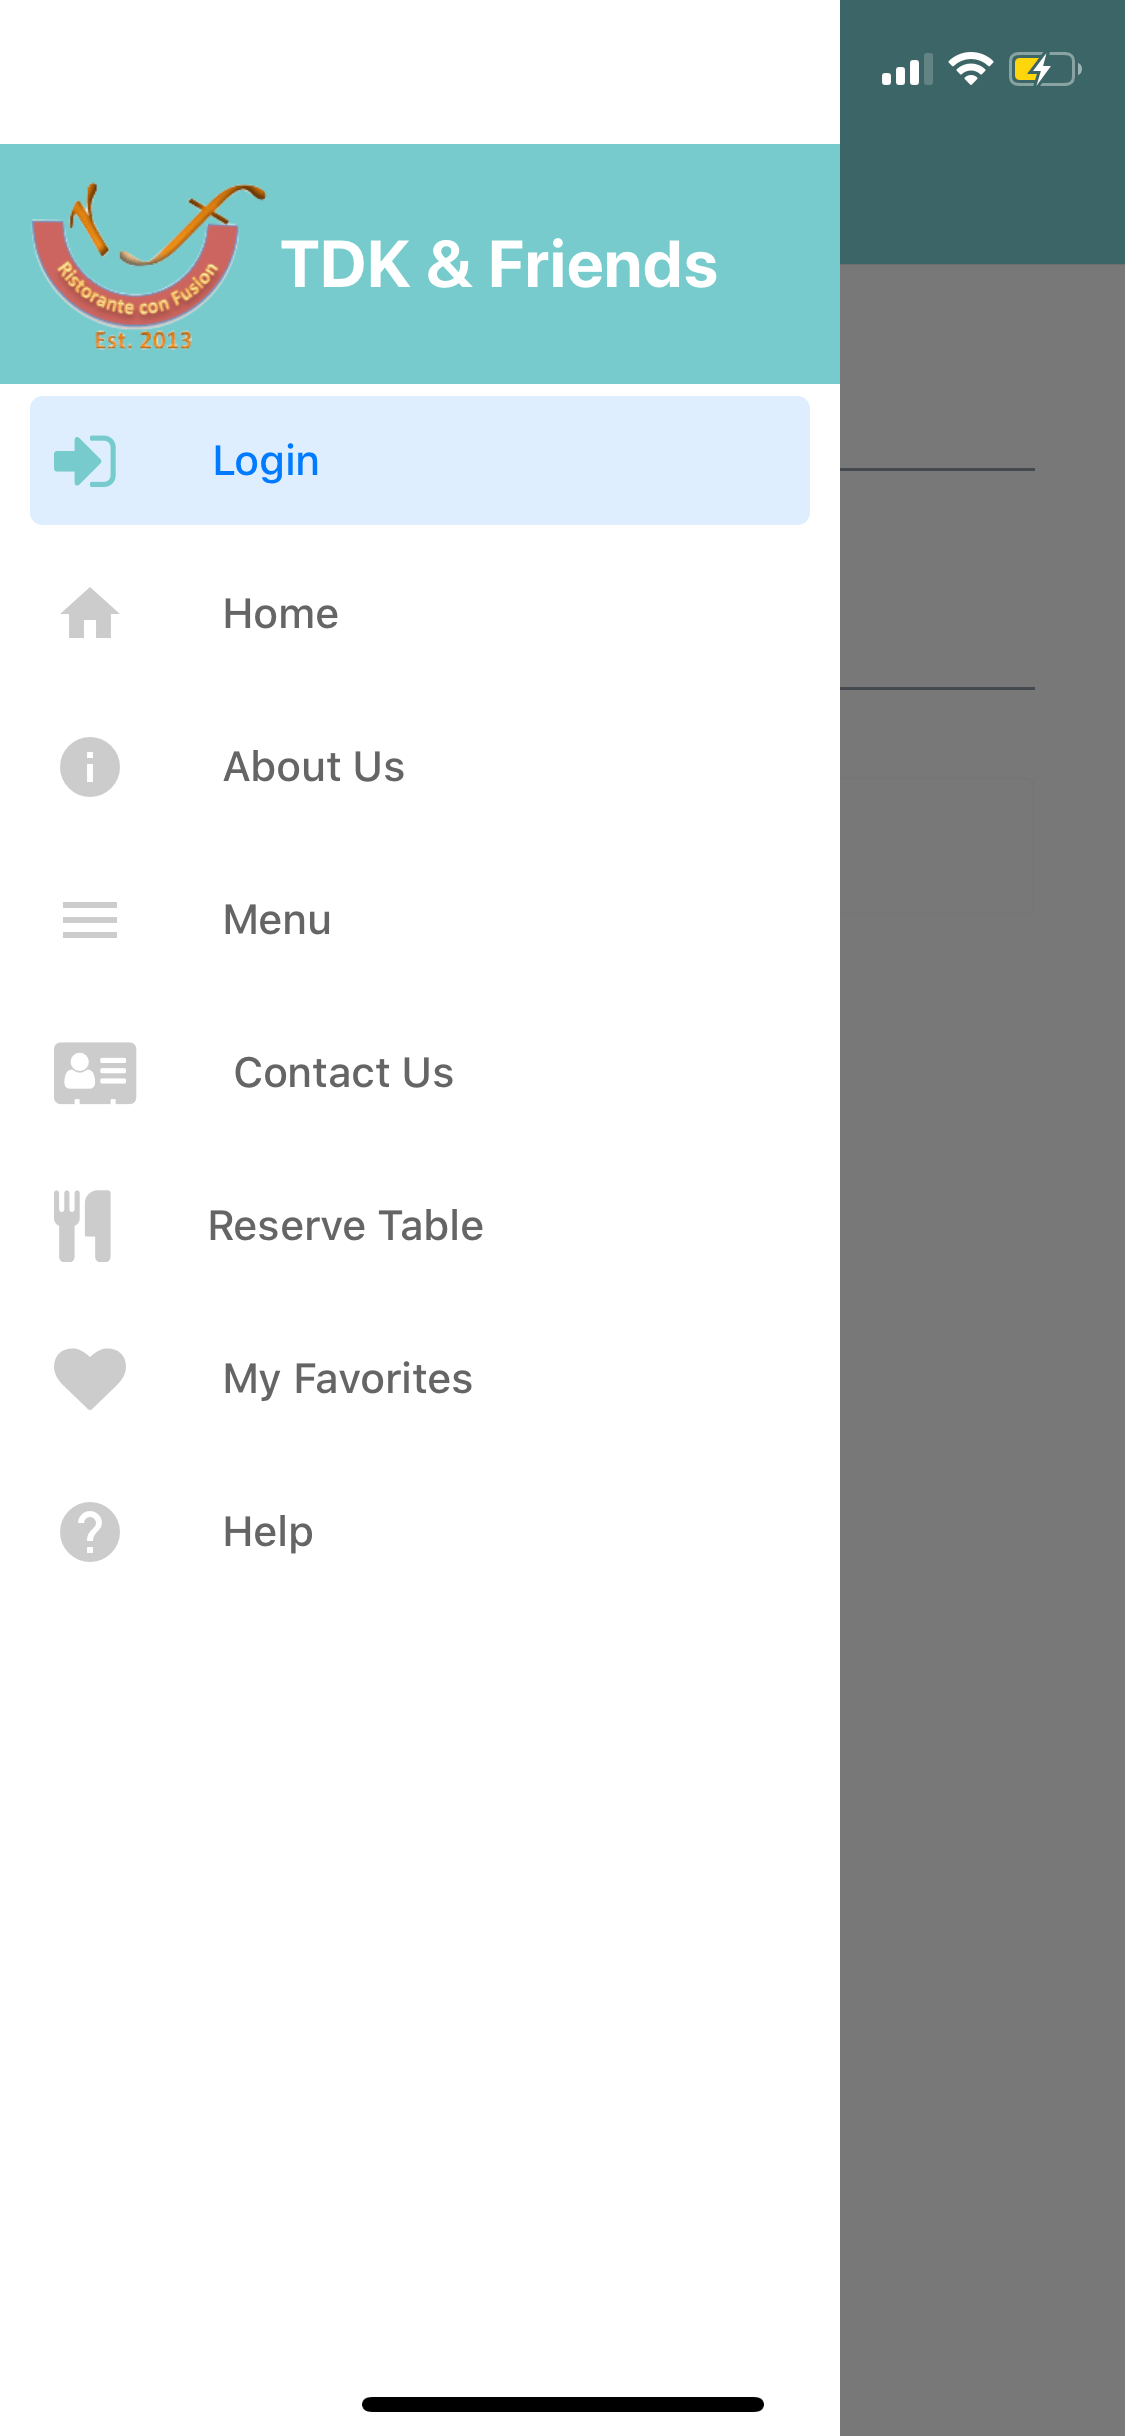 Ristorante con Fusion
Est. 2013
TDK & Friends
Login
Home
About Us
Menu
Contact Us
Reserve Table
My Favorites
Help